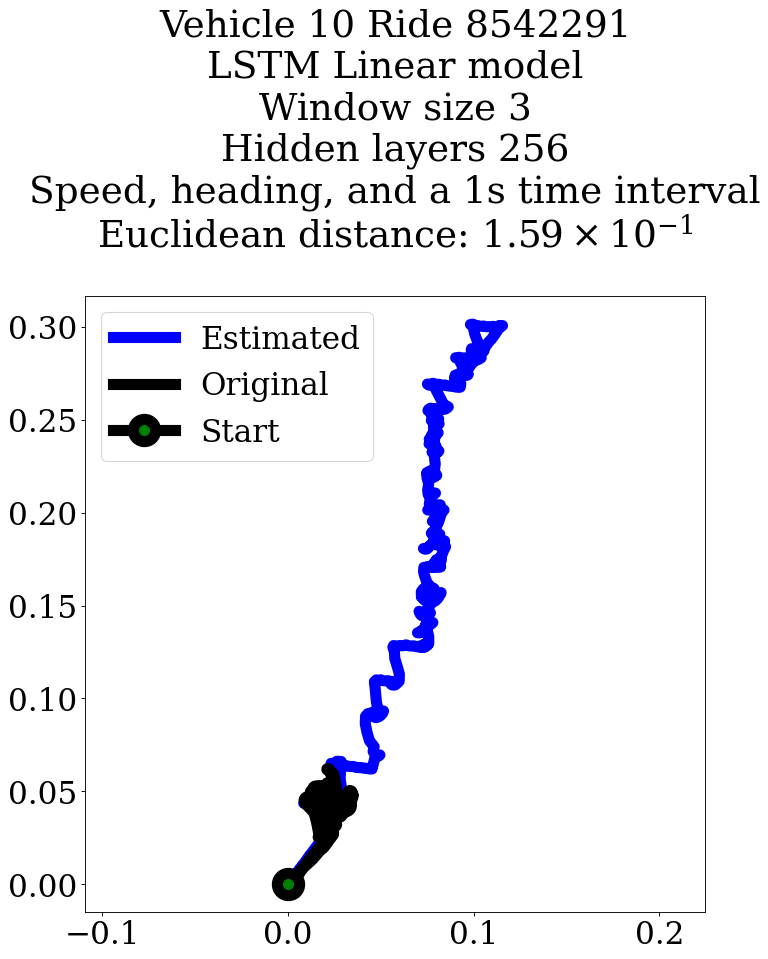 Vehicle 10 Ride 8542291
LSTM Linear model
Window size 3
Hidden layers 256
Speed, heading, and a 1s time interval
Euclidean distance: 1.59 × 10⁻¹
Estimated
Original
Start
0.30
0.25
0.20
0.15
0.10
0.05
0.00
−0.1 0.0 0.1 0.2